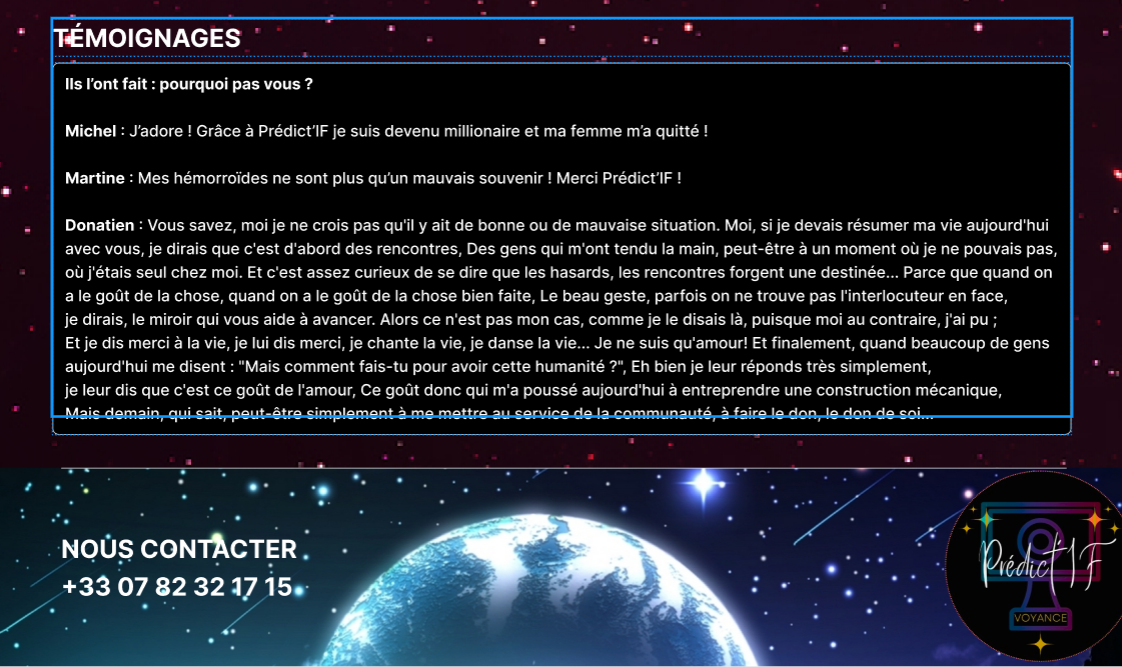 TÉMOIGNAGES
Ils l’ont fait : pourquoi pas vous ?
Michel : J’adore ! Grâce à Prédict’IF je suis devenu millionaire et ma femme m’a quitté !
Martine : Mes hémorroïdes ne sont plus qu’un mauvais souvenir ! Merci Prédict’IF !
Donatien : Vous savez, moi je ne crois pas qu'il y ait de bonne ou de mauvaise situation. Moi, si je devais résumer ma vie aujourd'hui
avec vous, je dirais que c'est d'abord des rencontres, Des gens qui m'ont tendu la main, peut-être à un moment où je ne pouvais pas,
où j'étais seul chez moi. Et c'est assez curieux de se dire que les hasards, les rencontres forgent une destinée... Parce que quand on
a le goût de la chose, quand on a le goût de la chose bien faite, Le beau geste, parfois on ne trouve pas l'interlocuteur en face,
je dirais, le miroir qui vous aide à avancer. Alors ce n'est pas mon cas, comme je le disais là, puisque moi au contraire, j'ai pu ;
Et je dis merci à la vie, je lui dis merci, je chante la vie, je danse la vie... Je ne suis qu'amour! Et finalement, quand beaucoup de gens
aujourd'hui me disent : "Mais comment fais-tu pour avoir cette humanité ?", Eh bien je leur réponds très simplement,
je leur dis que c'est ce goût de l'amour, Ce goût donc qui m'a poussé aujourd'hui à entreprendre une construction mécanique,
Mais demain, qui sait, peut-être simplement à me mettre au service de la communauté, à faire le don, le don de soi...
NOUS CONTACTER
+33 07 82 32 17 15
Prédict'IF
VOYANCE